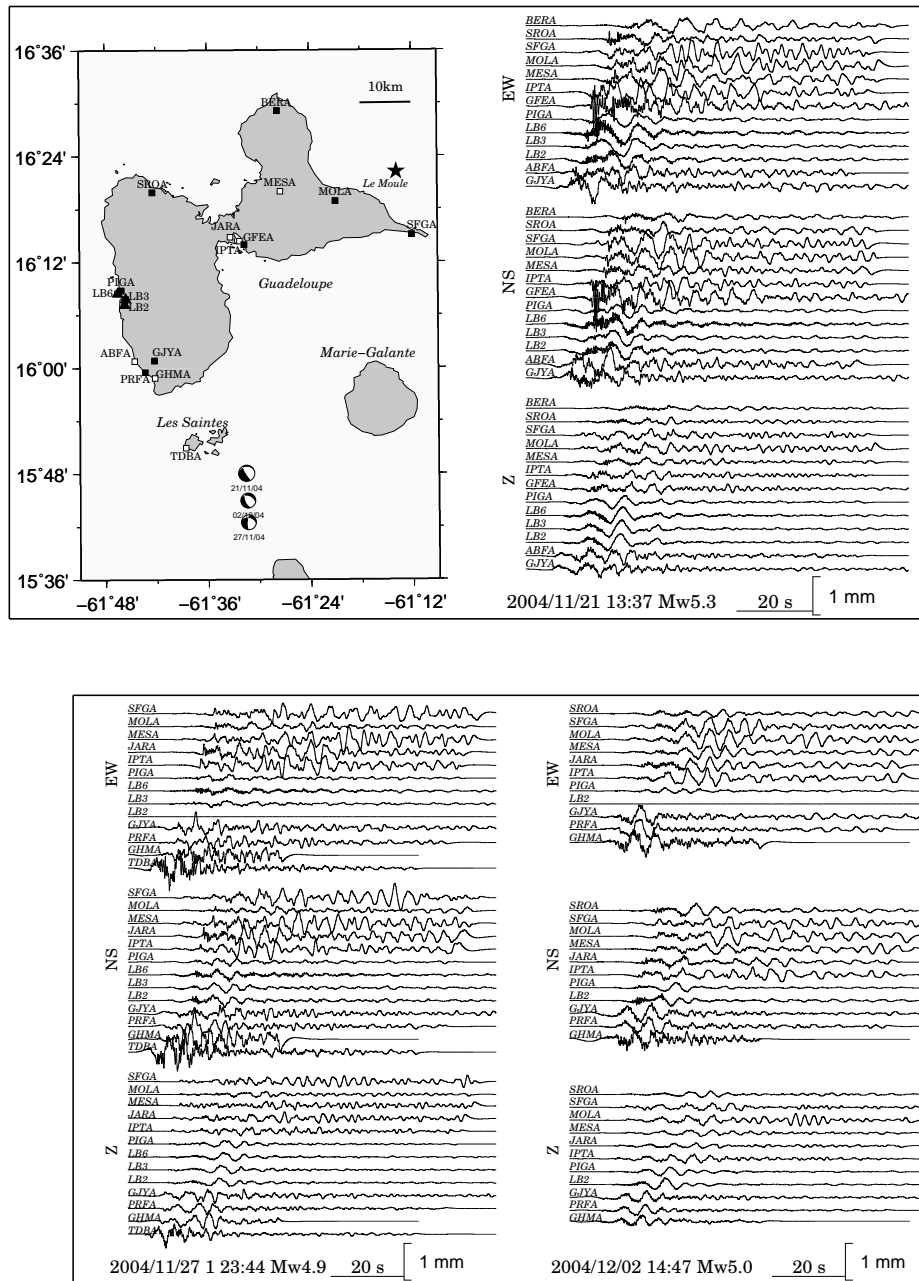 16˚36'
16˚24'
16˚12'
16˚00'
15˚48'
15˚36'
−61˚48'
−61˚36'
−61˚24'
−61˚12'
10km
BERA
SROA
MESA
MOLA
Le Moule
SFGA
JARA
GFEA
IPTA
Guadeloupe
PIGA
LB6
LB3
LB2
ABFA
GJYA
PRFA
GHMA
Marie−Galante
Les Saintes
TDBA
21/11/04
02/12/04
27/11/04
EW
BERA
SROA
SFGA
MOLA
MESA
IPTA
GFEA
PIGA
LB6
LB3
LB2
ABFA
GJYA
NS
BERA
SROA
SFGA
MOLA
MESA
IPTA
GFEA
PIGA
LB6
LB3
LB2
ABFA
GJYA
Z
BERA
SROA
SFGA
MOLA
MESA
IPTA
GFEA
PIGA
LB6
LB3
LB2
ABFA
GJYA
2004/11/21 13:37 Mw5.3
20 s
1 mm
EW
SFGA
MOLA
MESA
JARA
IPTA
PIGA
LB6
LB3
LB2
GJYA
PRFA
GHMA
TDBA
NS
SFGA
MOLA
MESA
JARA
IPTA
PIGA
LB6
LB3
LB2
GJYA
PRFA
GHMA
TDBA
Z
SFGA
MOLA
MESA
JARA
IPTA
PIGA
LB6
LB3
LB2
GJYA
PRFA
GHMA
TDBA
2004/11/27 1 23:44 Mw4.9
20 s
1 mm
EW
SROA
SFGA
MOLA
MESA
JARA
IPTA
PIGA
LB2
GJYA
PRFA
GHMA
NS
SROA
SFGA
MOLA
MESA
JARA
IPTA
PIGA
LB2
GJYA
PRFA
GHMA
Z
SROA
SFGA
MOLA
MESA
JARA
IPTA
PIGA
LB2
GJYA
PRFA
GHMA
2004/12/02 14:47 Mw5.0
20 s
1 mm